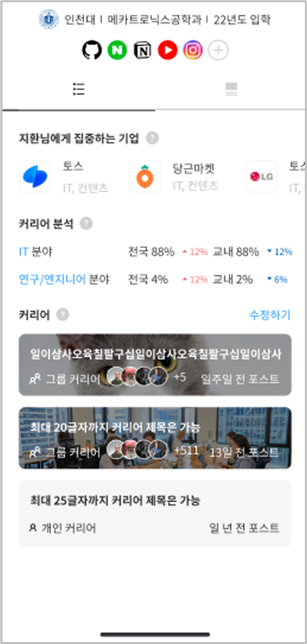 인천대 | 메카트로닉스공학과 | 22년도 입학
지환님에게 집중하는 기업 ?
토스
IT, 컨텐츠
당근마켓
IT, 컨텐츠
LG
토스
IT,
커리어 분석 ?
IT 분야 전국 88% 12% 교내 88% 12%
연구/엔지니어 분야 전국 4% 12% 교내 2% 6%
커리어 ? 수정하기
일이삼사오육칠팔구십일이삼사오육칠팔구십일이삼사
그룹 커리어 +5 일주일 전 포스트
최대 20글자까지 커리어 제목은 가능
그룹 커리어 +511 13일 전 포스트
최대 25글자까지 커리어 제목은 가능
개인 커리어 일 년 전 포스트